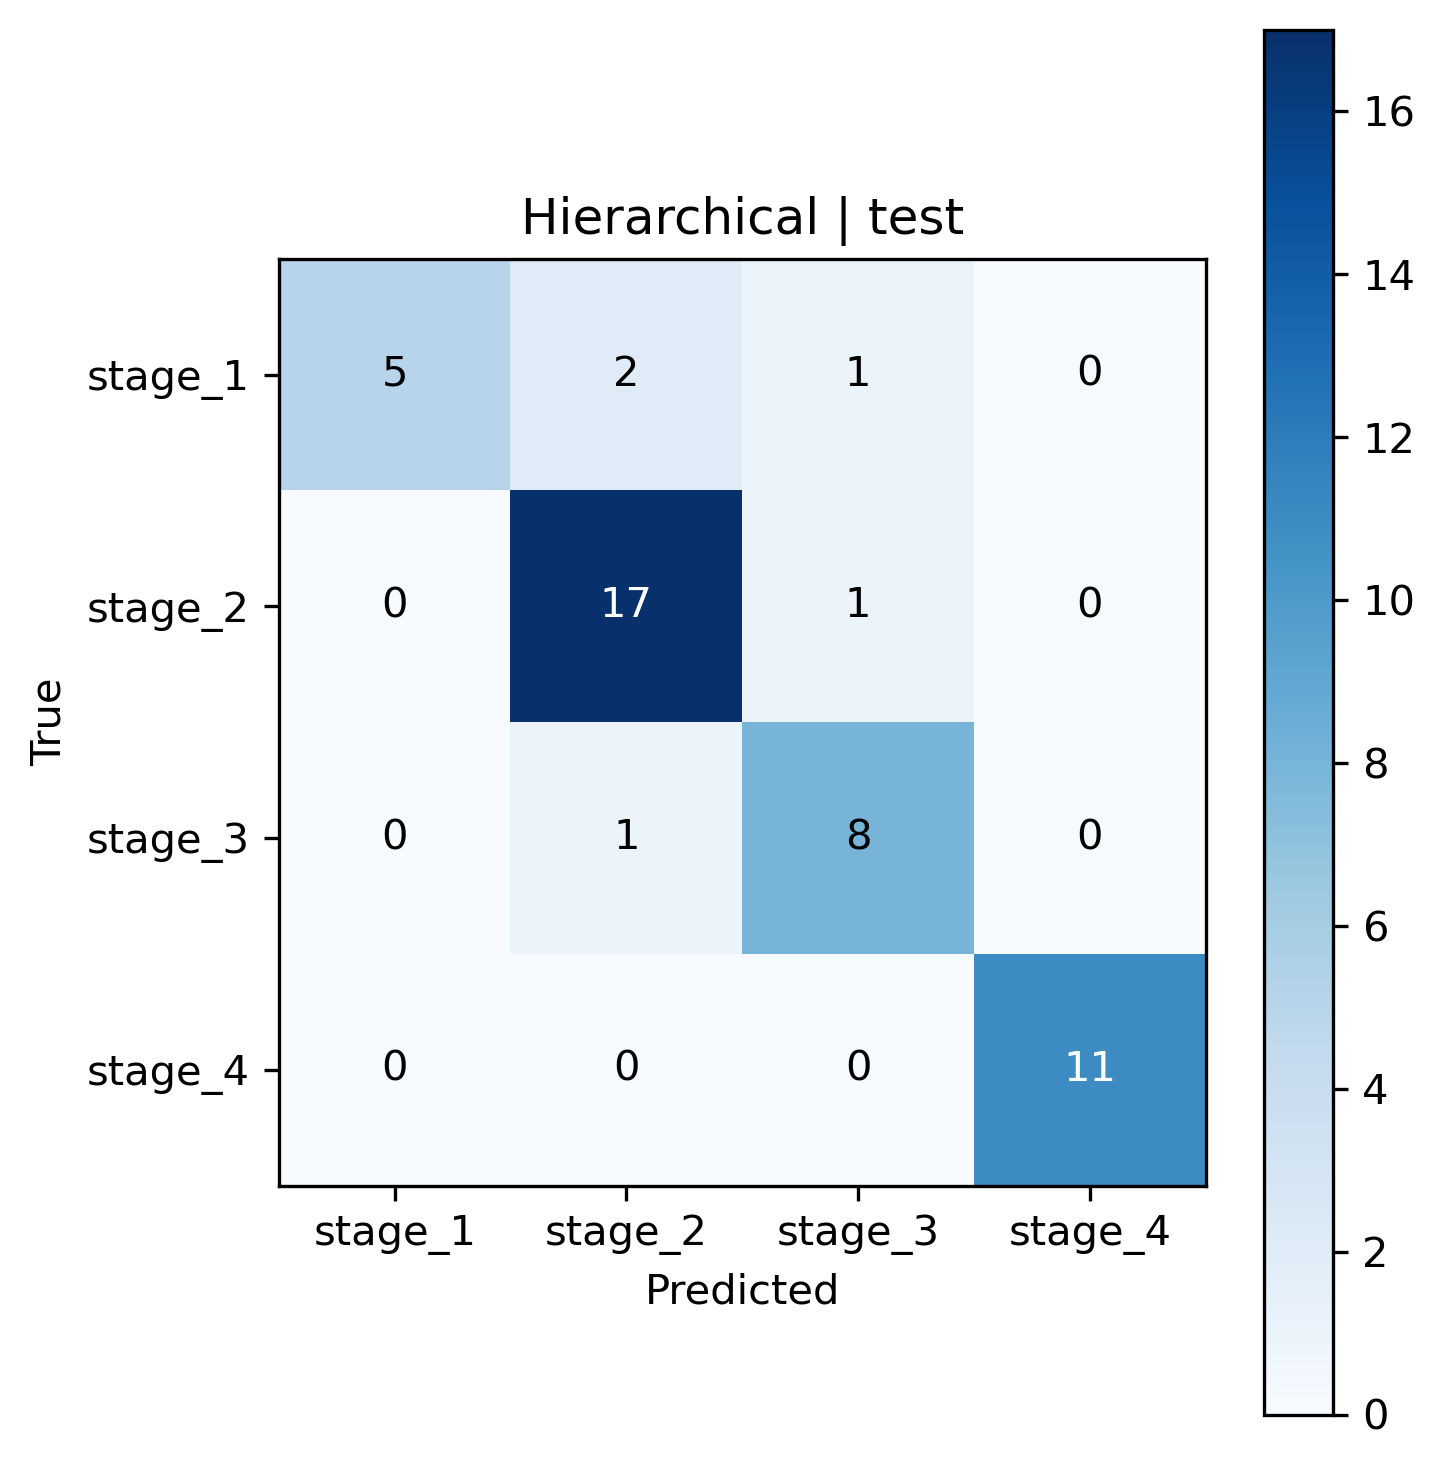 Hierarchical | test
stage_1 5 2 1 0
stage_2 0 17 1 0
stage_3 0 1 8 0
stage_4 0 0 0 11
stage_1 stage_2 stage_3 stage_4
Predicted
True
16
14
12
10
8
6
4
2
0